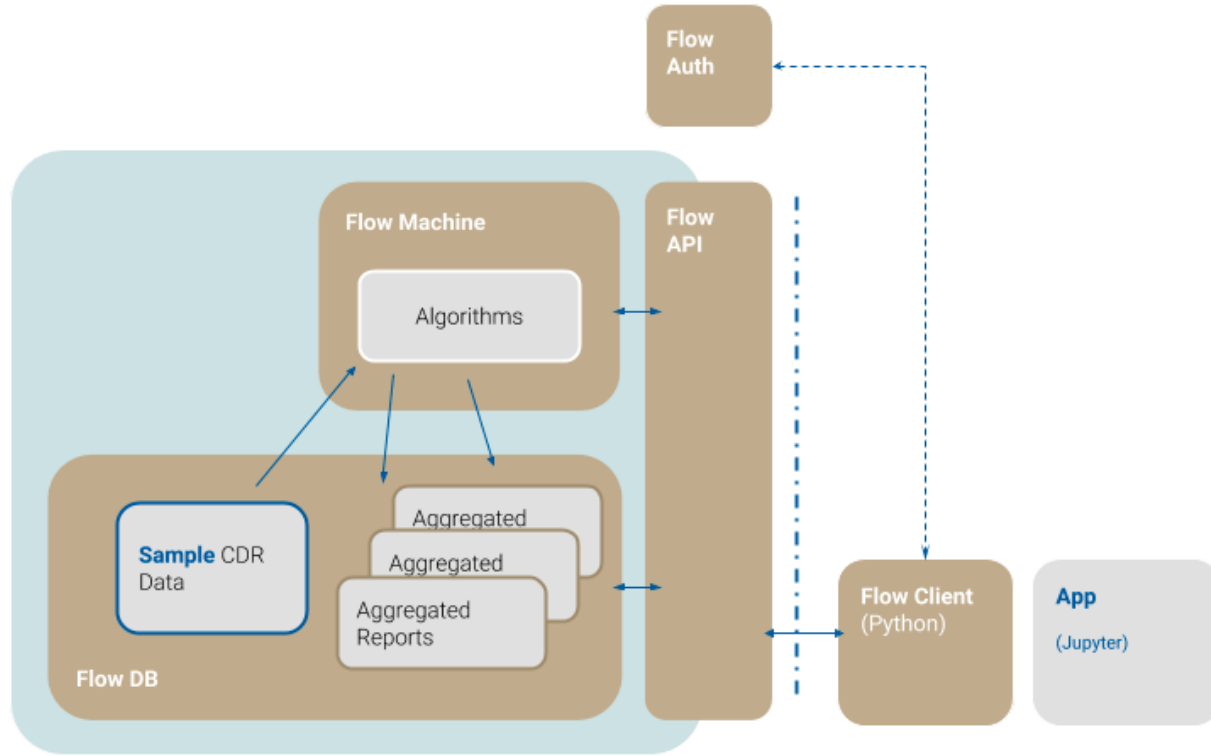 Flow
Auth
Flow Machine
Flow
API
Algorithms
Aggregated
Sample CDR
Data
Aggregated
Aggregated
Reports
Flow DB
Flow Client
(Python)
App
(Jupyter)